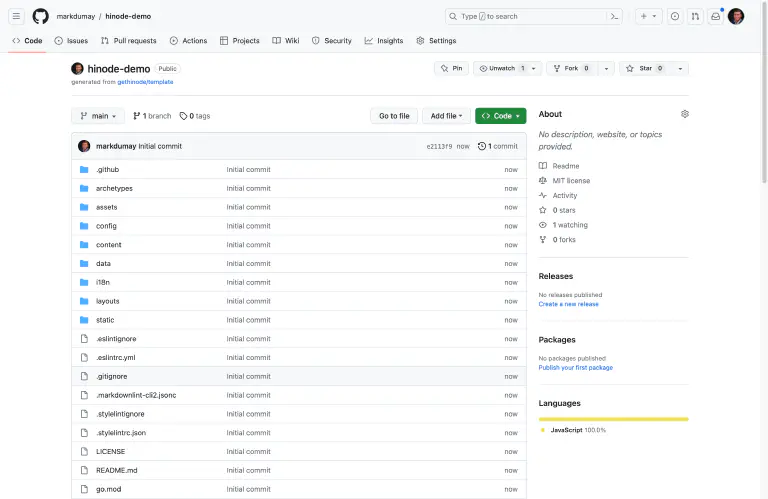 markdumay / hinode-demo
Type / to search
Code Issues Pull requests Actions Projects Wiki Security Insights Settings
hinode-demo Public
generated from gethinode/template
Pin Unwatch 1 Fork 0 Star 0
main 1 branch 0 tags Go to file Add file Code
markdumay Initial commit e2113f9 now 1 commit
.github Initial commit now
archetypes Initial commit now
assets Initial commit now
config Initial commit now
content Initial commit now
data Initial commit now
i18n Initial commit now
layouts Initial commit now
static Initial commit now
.eslintignore Initial commit now
.eslintrc.yml Initial commit now
.gitignore Initial commit now
.markdownlint-cli2.jsonc Initial commit now
.stylelintignore Initial commit now
.stylelintrc.json Initial commit now
LICENSE Initial commit now
README.md Initial commit now
go.mod Initial commit now
About
No description, website, or topics
provided.
Readme
MIT license
Activity
0 stars
1 watching
0 forks
Releases
No releases published
Create a new release
Packages
No packages published
Publish your first package
Languages
JavaScript 100.0%